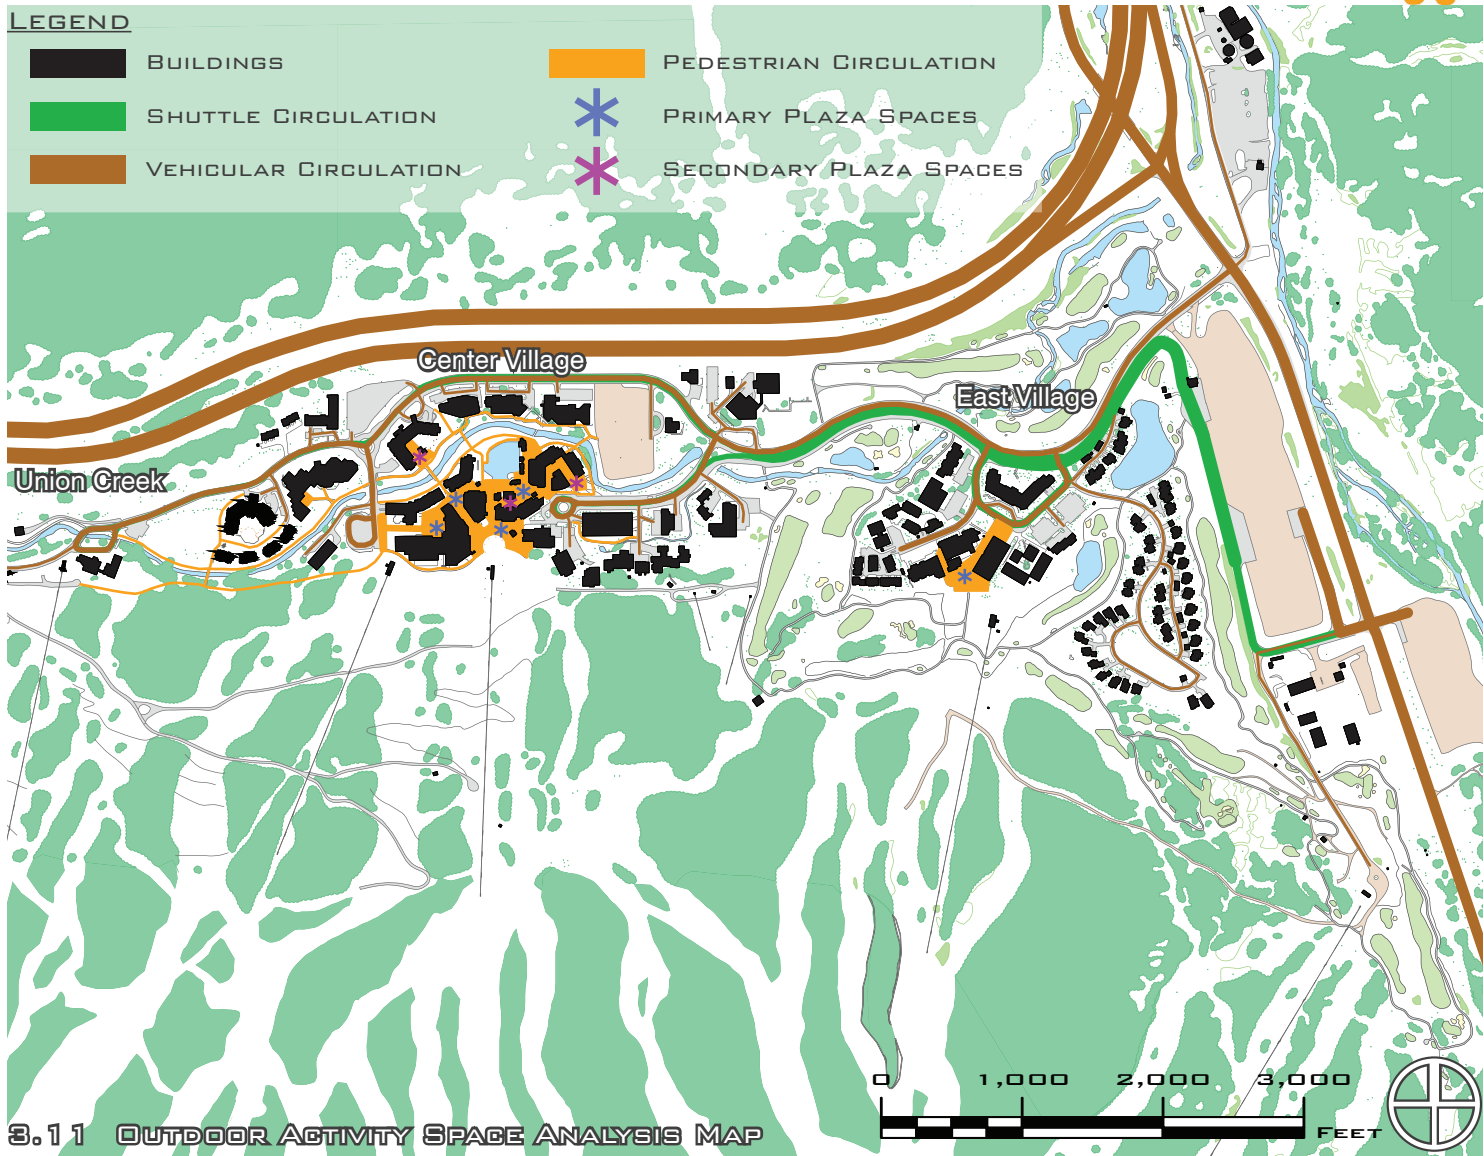 LEGEND
BUILDINGS
PEDESTRIAN CIRCULATION
SHUTTLE CIRCULATION
PRIMARY PLAZA SPACES
VEHICULAR CIRCULATION
SECONDARY PLAZA SPACES
Center Village
East Village
Union Creek
0 1,000 2,000 3,000
FEET
3.11 OUTDOOR ACTIVITY SPACE ANALYSIS MAP